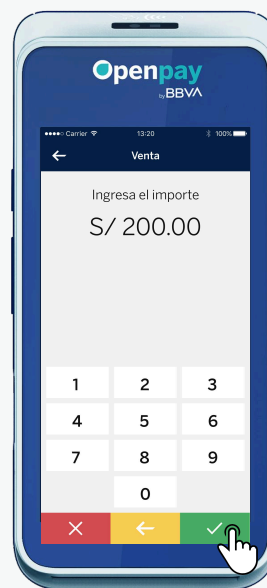 Openpay
by BBVA
Carrier 13:20 100%
Venta
Ingresa el importe
S/ 200.00
1 2 3
4 5 6
7 8 9
0